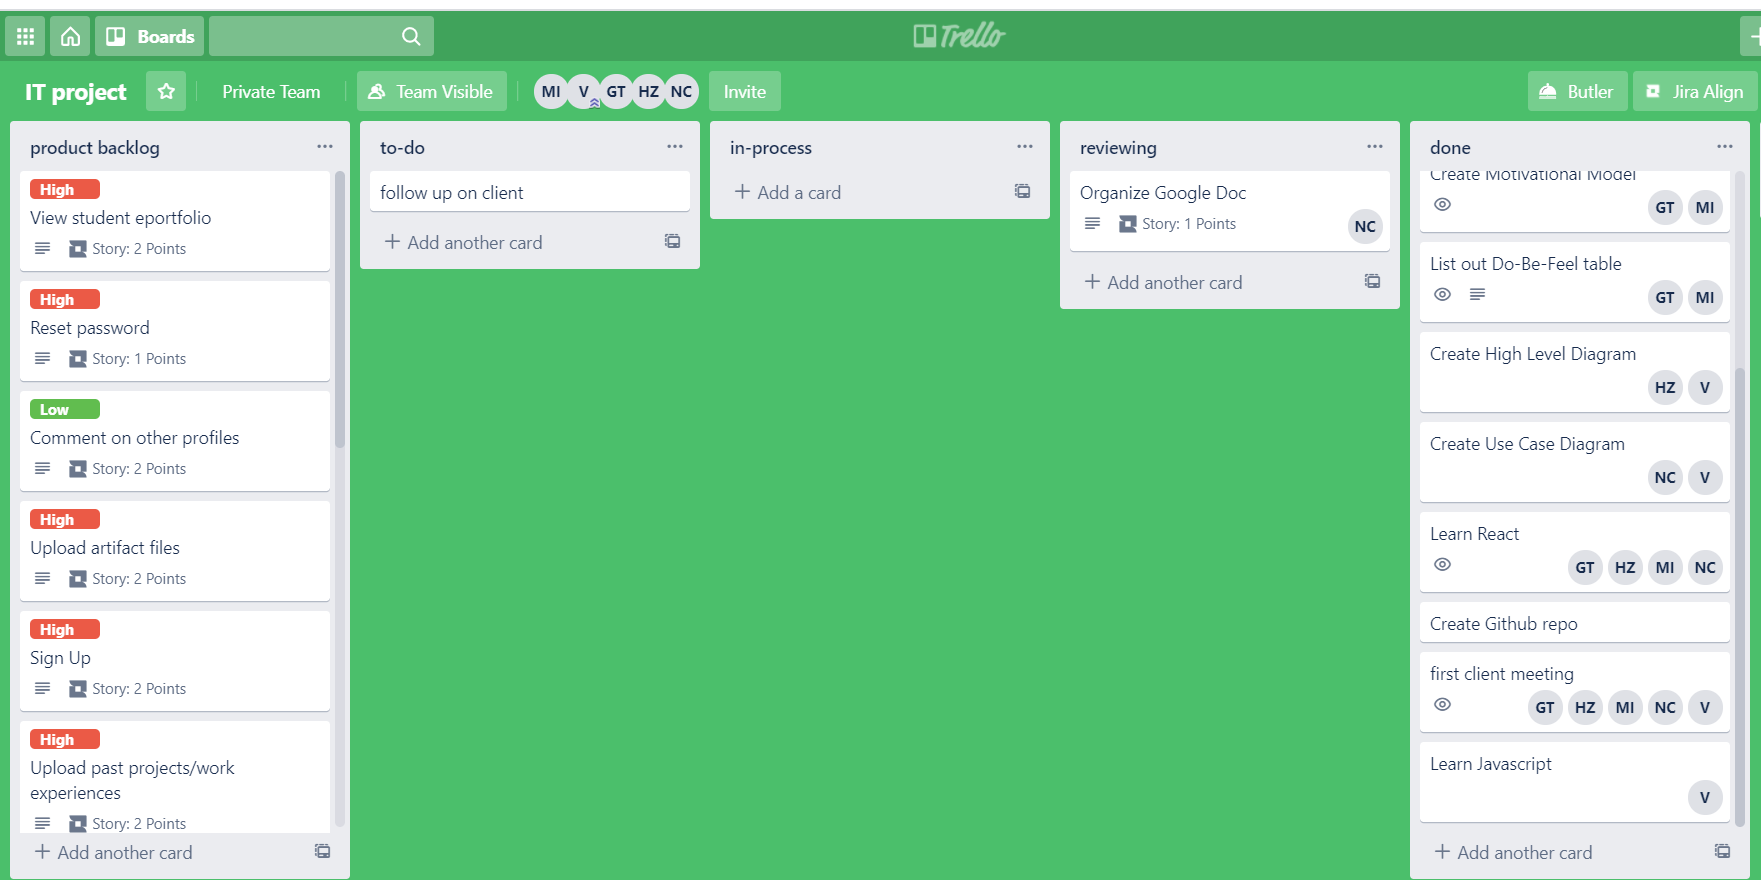 Boards
Trello
IT project
Private Team
Team Visible
MI V GT HZ NC
Invite
Butler
Jira Align
product backlog
High
View student eportfolio
Story: 2 Points
High
Reset password
Story: 1 Points
Low
Comment on other profiles
Story: 2 Points
High
Upload artifact files
Story: 2 Points
High
Sign Up
Story: 2 Points
High
Upload past projects/work
experiences
Story: 2 Points
+ Add another card
to-do
follow up on client
+ Add another card
in-process
+ Add a card
reviewing
Organize Google Doc
Story: 1 Points
NC
+ Add another card
done
Create Motivational Model
GT MI
List out Do-Be-Feel table
GT MI
Create High Level Diagram
HZ V
Create Use Case Diagram
NC V
Learn React
GT HZ MI NC
Create Github repo
first client meeting
GT HZ MI NC V
Learn Javascript
V
+ Add another card